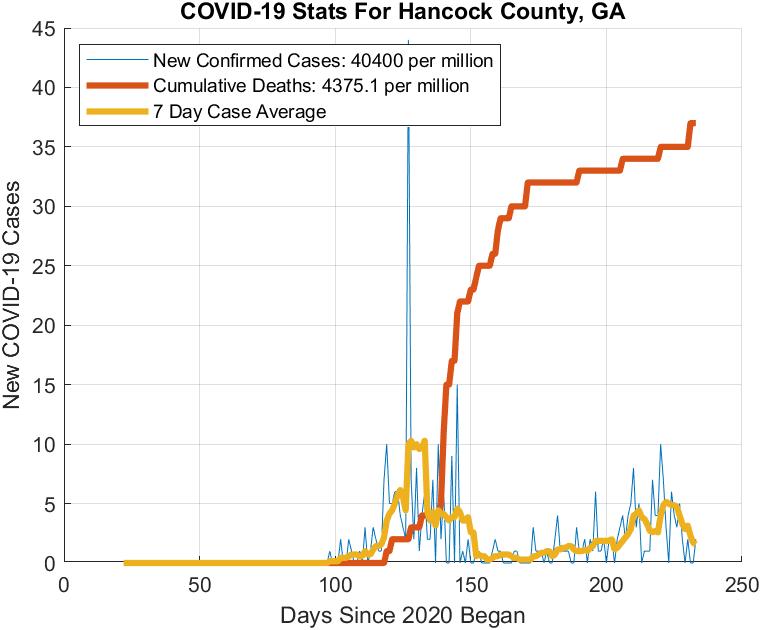 COVID-19 Stats For Hancock County, GA
New Confirmed Cases: 40400 per million
Cumulative Deaths: 4375.1 per million
7 Day Case Average
New COVID-19 Cases
45
40
35
30
25
20
15
10
5
0
0 50 100 150 200 250
Days Since 2020 Began